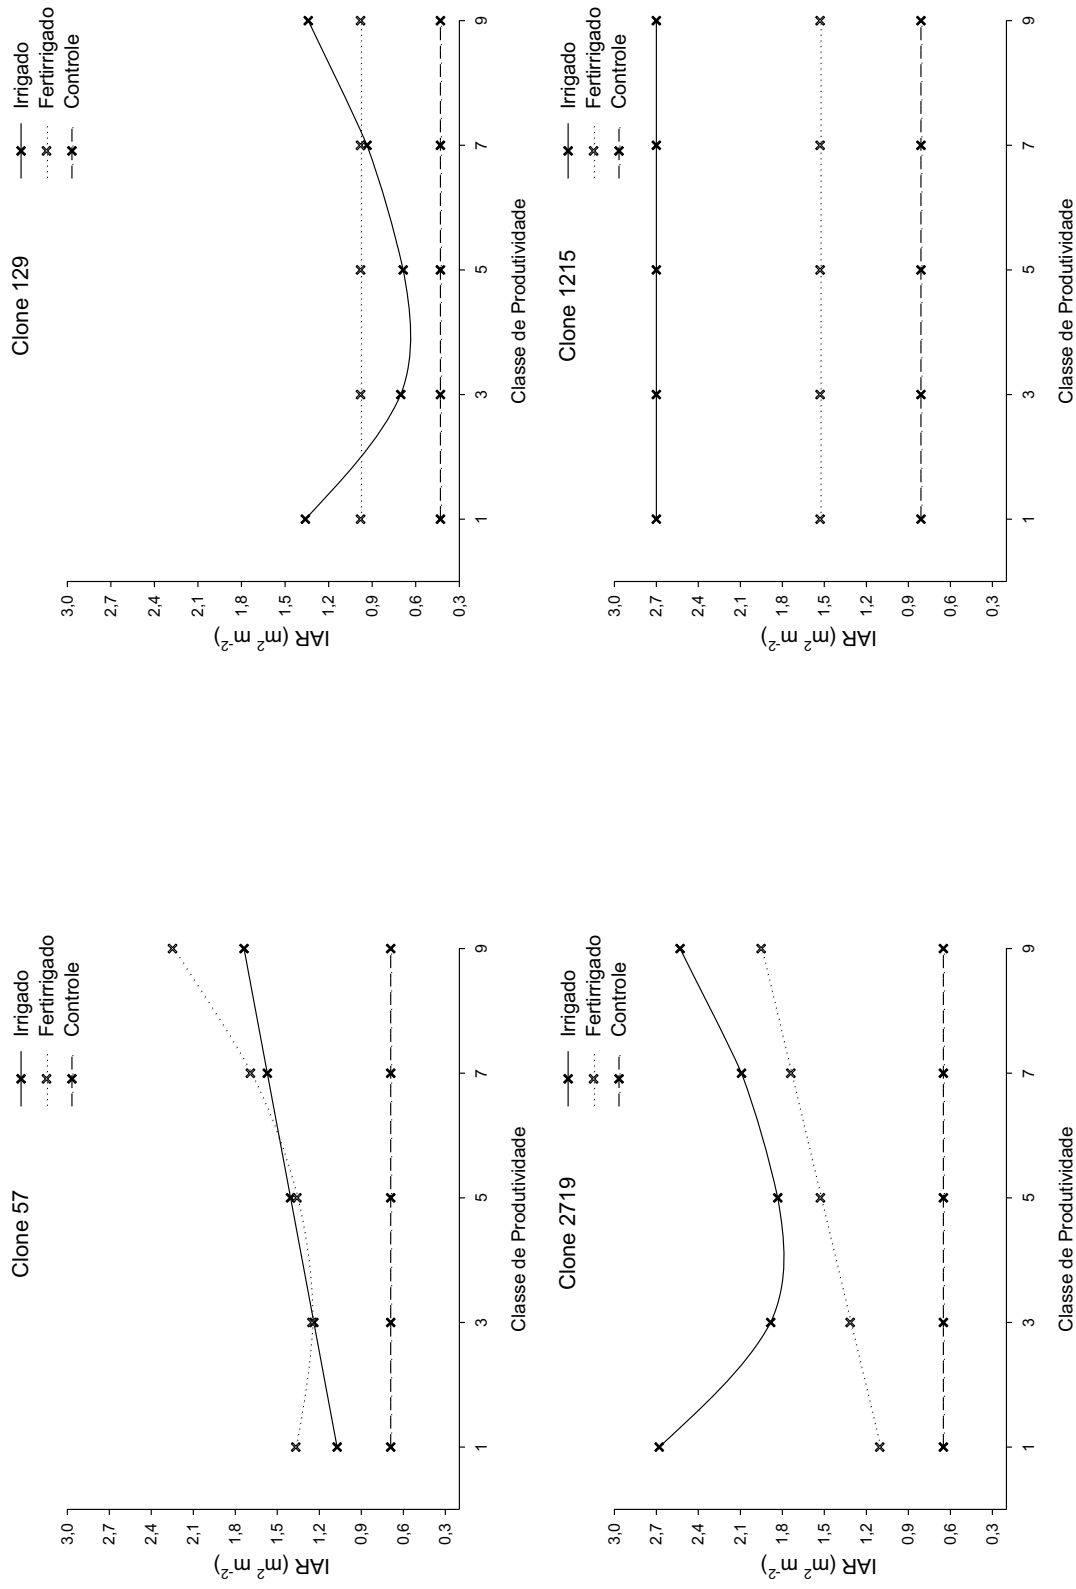 Clone 57
Irrigado
Fertirrigado
Controle
3,0
2,7
2,4
2,1
1,8
1,5
1,2
0,9
0,6
0,3
IAR (m² m⁻²)
1 3 5 7 9
Classe de Produtividade
Clone 129
Irrigado
Fertirrigado
Controle
3,0
2,7
2,4
2,1
1,8
1,5
1,2
0,9
0,6
0,3
IAR (m² m⁻²)
1 3 5 7 9
Classe de Produtividade
Clone 2719
Irrigado
Fertirrigado
Controle
3,0
2,7
2,4
2,1
1,8
1,5
1,2
0,9
0,6
0,3
IAR (m² m⁻²)
1 3 5 7 9
Classe de Produtividade
Clone 1215
Irrigado
Fertirrigado
Controle
3,0
2,7
2,4
2,1
1,8
1,5
1,2
0,9
0,6
0,3
IAR (m² m⁻²)
1 3 5 7 9
Classe de Produtividade